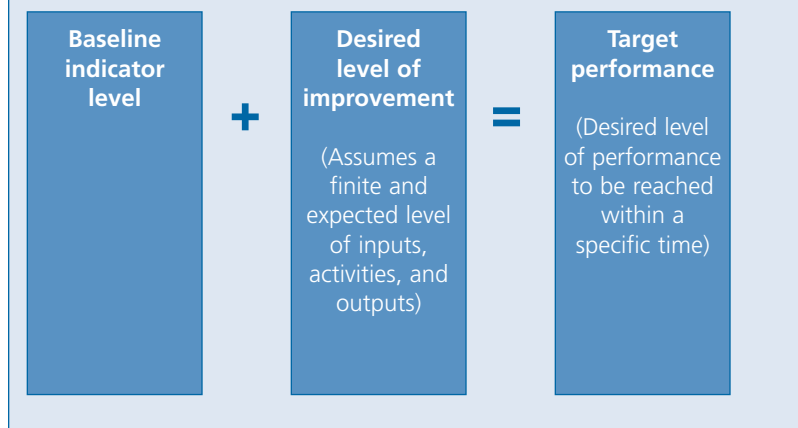 Baseline
indicator
level
+
Desired
level of
improvement
(Assumes a
finite and
expected level
of inputs,
activities, and
outputs)
=
Target
performance
(Desired level
of performance
to be reached
within a
specific time)